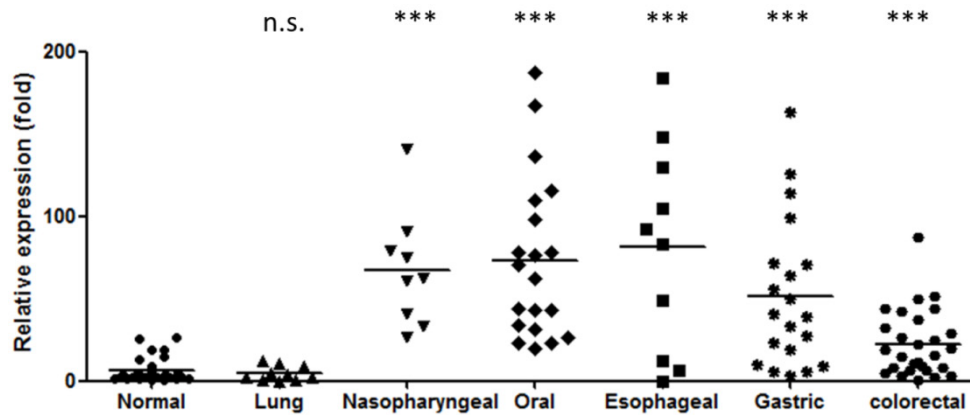 n.s. *** *** *** *** ***
Relative expression (fold)
200
100
0
Normal Lung Nasopharyngeal Oral Esophageal Gastric colorectal